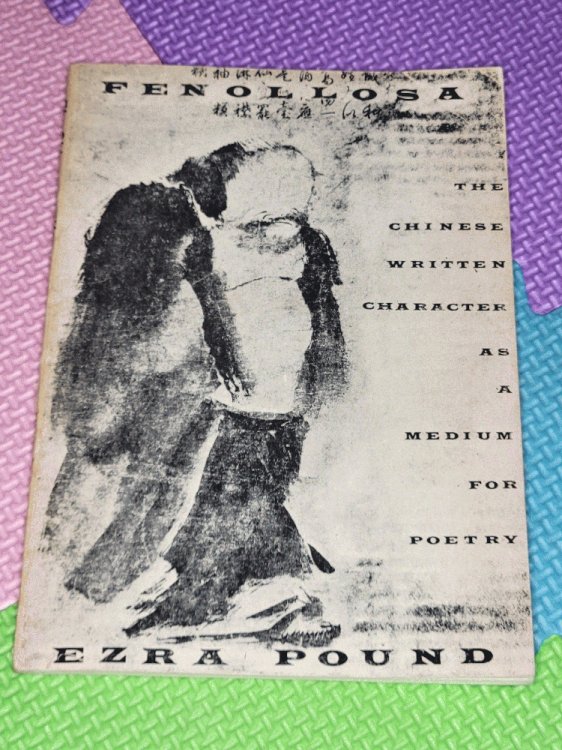 FENOLLOSA
THE
CHINESE
WRITTEN
CHARACTER
AS
A
MEDIUM
FOR
POETRY
EZRA POUND